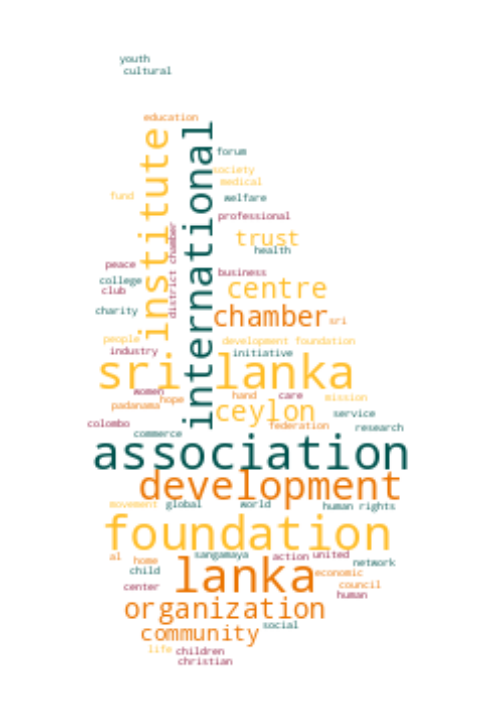 youth
cultural
education
institute
international
forum
society
medical
fund
welfare
professional
district chamber
trust
health
peace
business
college
club
centre
charity
chamber
sri
people
development foundation
industry
initiative
sri lanka
women
hope
hand
care
mission
padanama
ceylon
service
colombo
federation
research
commerce
association
development
movement
global
world
human rights
foundation
al
home
sangamaya
action
united
network
child
lanka
economic
center
council
human
organization
community
social
life
children
christian